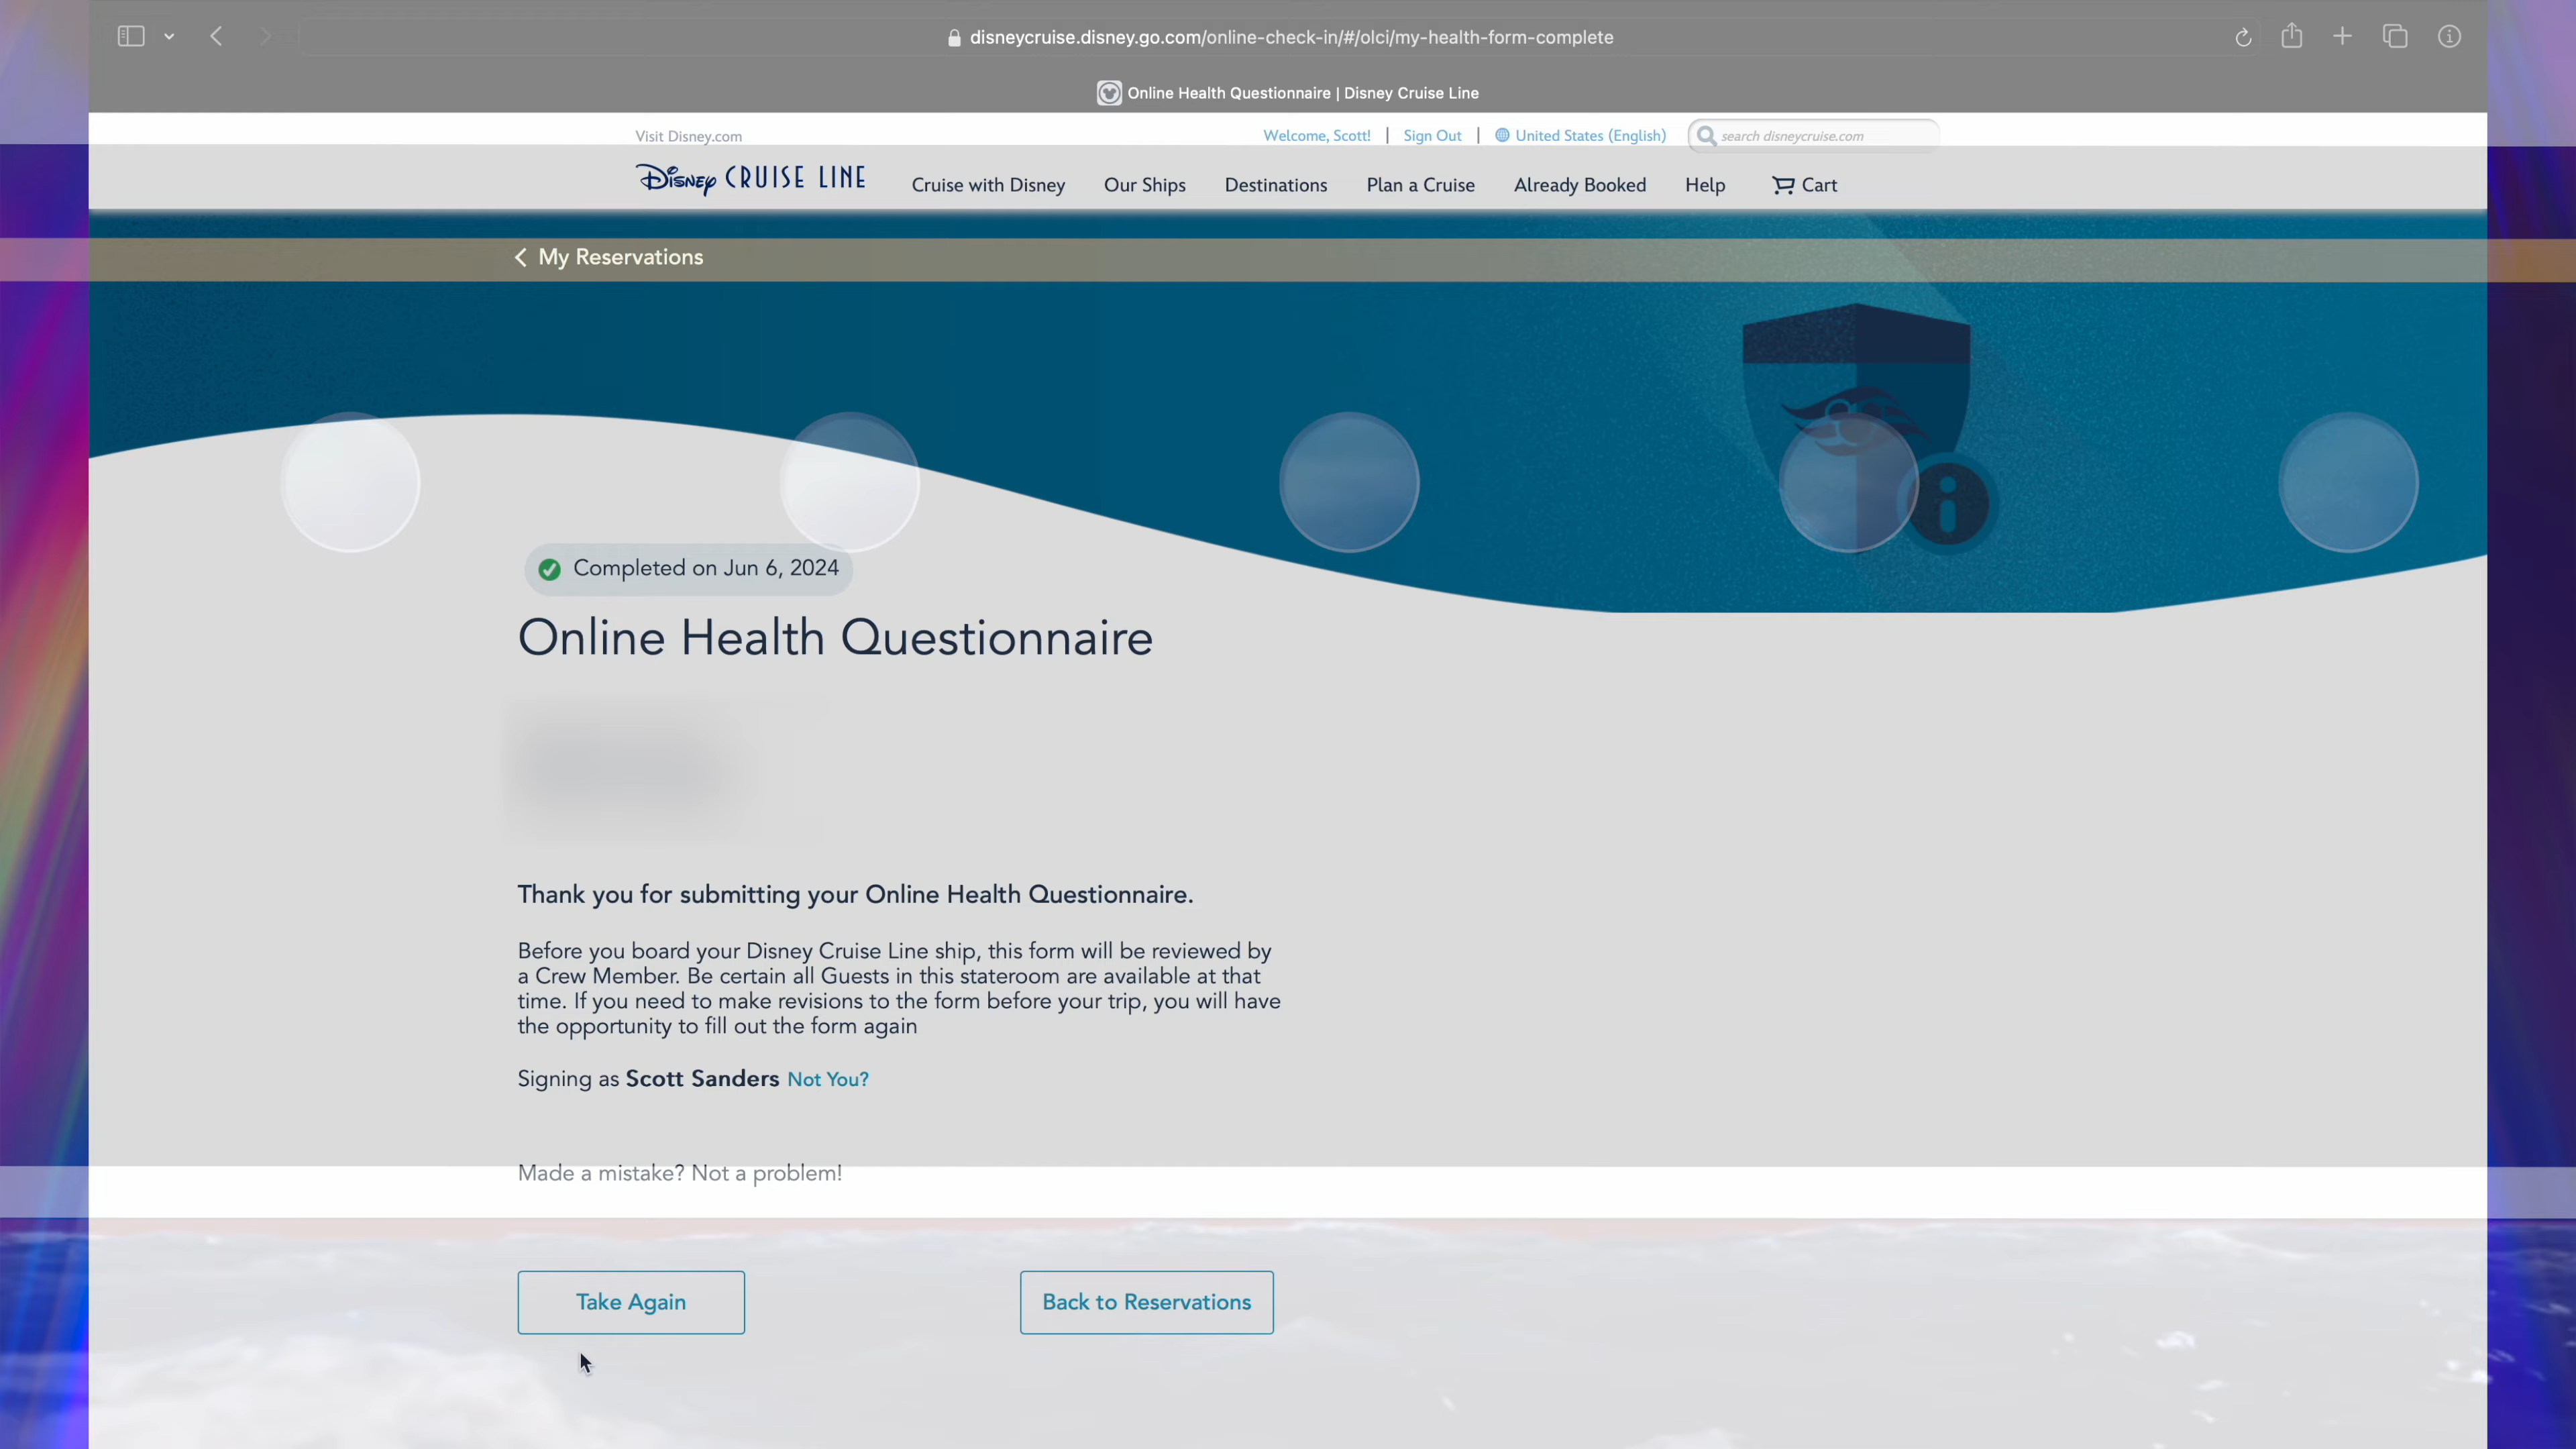 disneycruise.disney.go.com/online-check-in/#/olci/my-health-form-complete
Online Health Questionnaire | Disney Cruise Line
Visit Disney.com
Welcome, Scott! | Sign Out | United States (English)
search disneycruise.com
Disney CRUISE LINE
Cruise with Disney
Our Ships
Destinations
Plan a Cruise
Already Booked
Help
Cart
My Reservations
Completed on Jun 6, 2024
Online Health Questionnaire
Thank you for submitting your Online Health Questionnaire.
Before you board your Disney Cruise Line ship, this form will be reviewed by
a Crew Member. Be certain all Guests in this stateroom are available at that
time. If you need to make revisions to the form before your trip, you will have
the opportunity to fill out the form again
Signing as Scott Sanders Not You?
Made a mistake? Not a problem!
Take Again
Back to Reservations